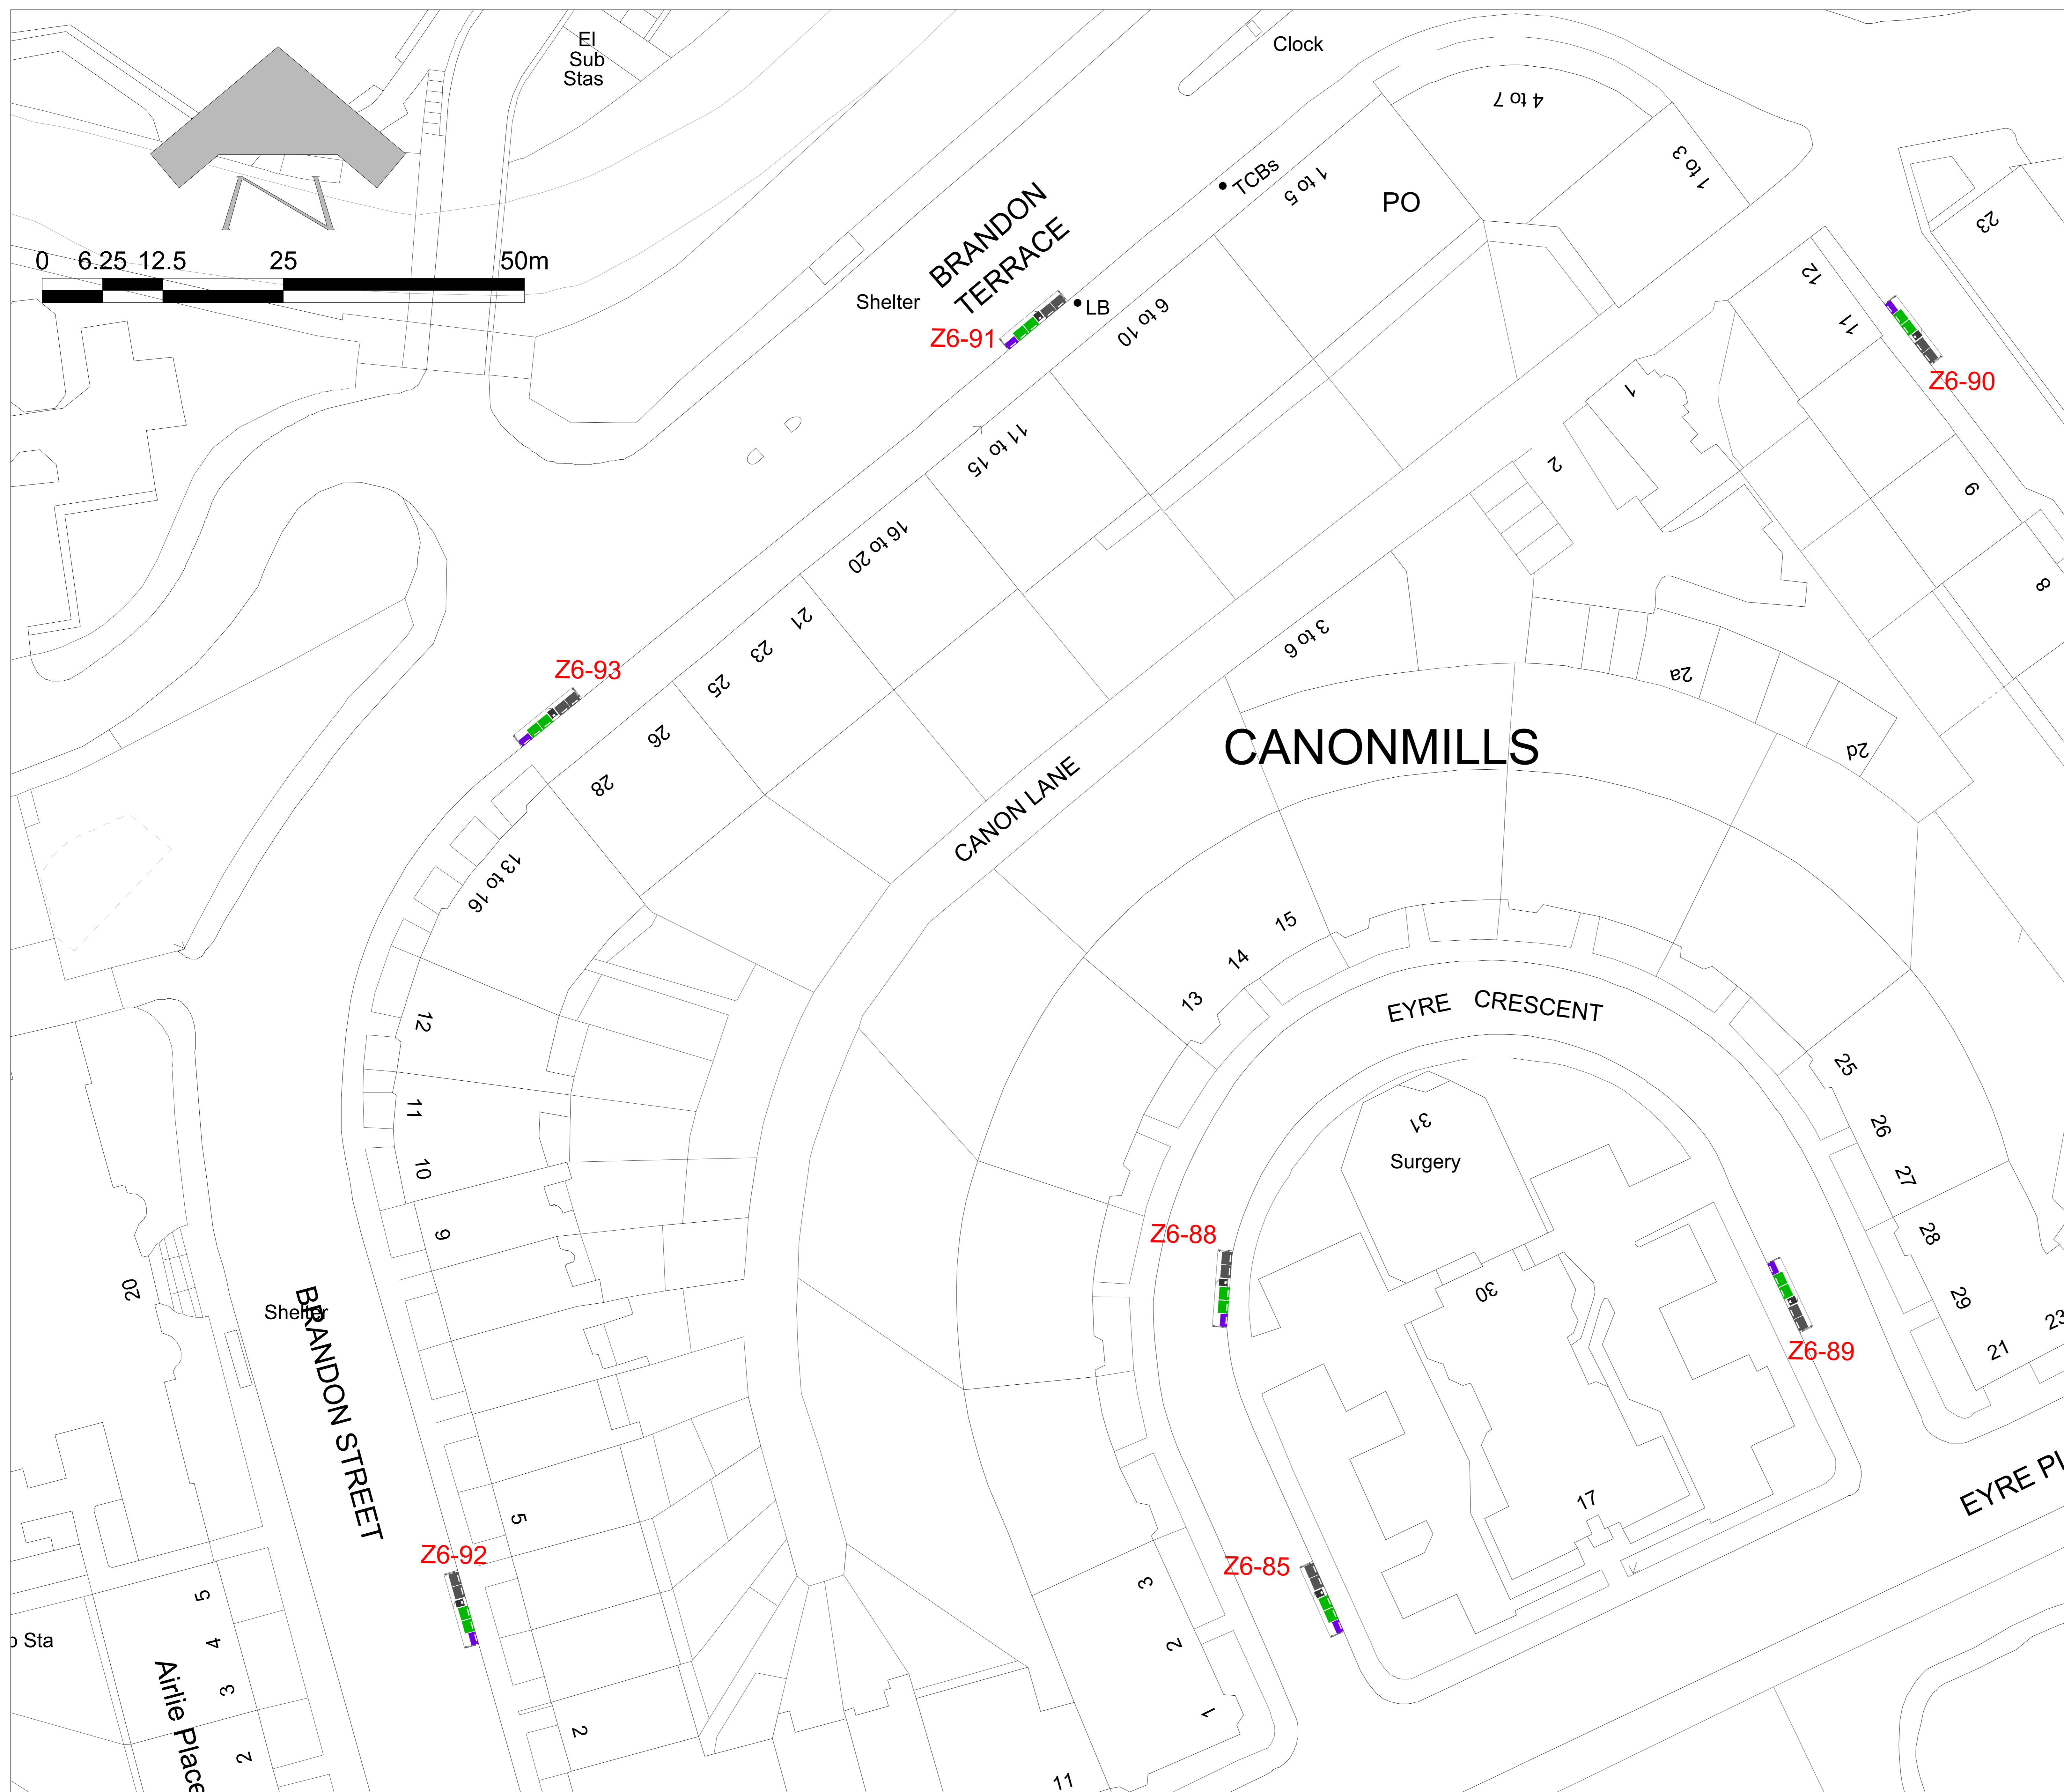 El
Sub
Stas
Clock
4 to 7
1 to 3
TCBs
1 to 5
PO
BRANDON
TERRACE
23
0 6.25 12.5 25 50m
Shelter
LB
Z6-91
6 to 10
12
11
Z6-90
1
11 to 15
2
9
16 to 20
8
21
23
25
26
28
3 to 6
2a
2d
Z6-93
CANONMILLS
CANON LANE
13 to 16
15
14
13
EYRE CRESCENT
12
11
10
9
25
26
27
28
29
31
Surgery
30
Z6-88
Z6-89
23
21
20
Shelter
BRANDON STREET
EYRE
17
5
Z6-92
Z6-85
3
2
1
5
4
3
2
Sta
Airlie Place
2
11